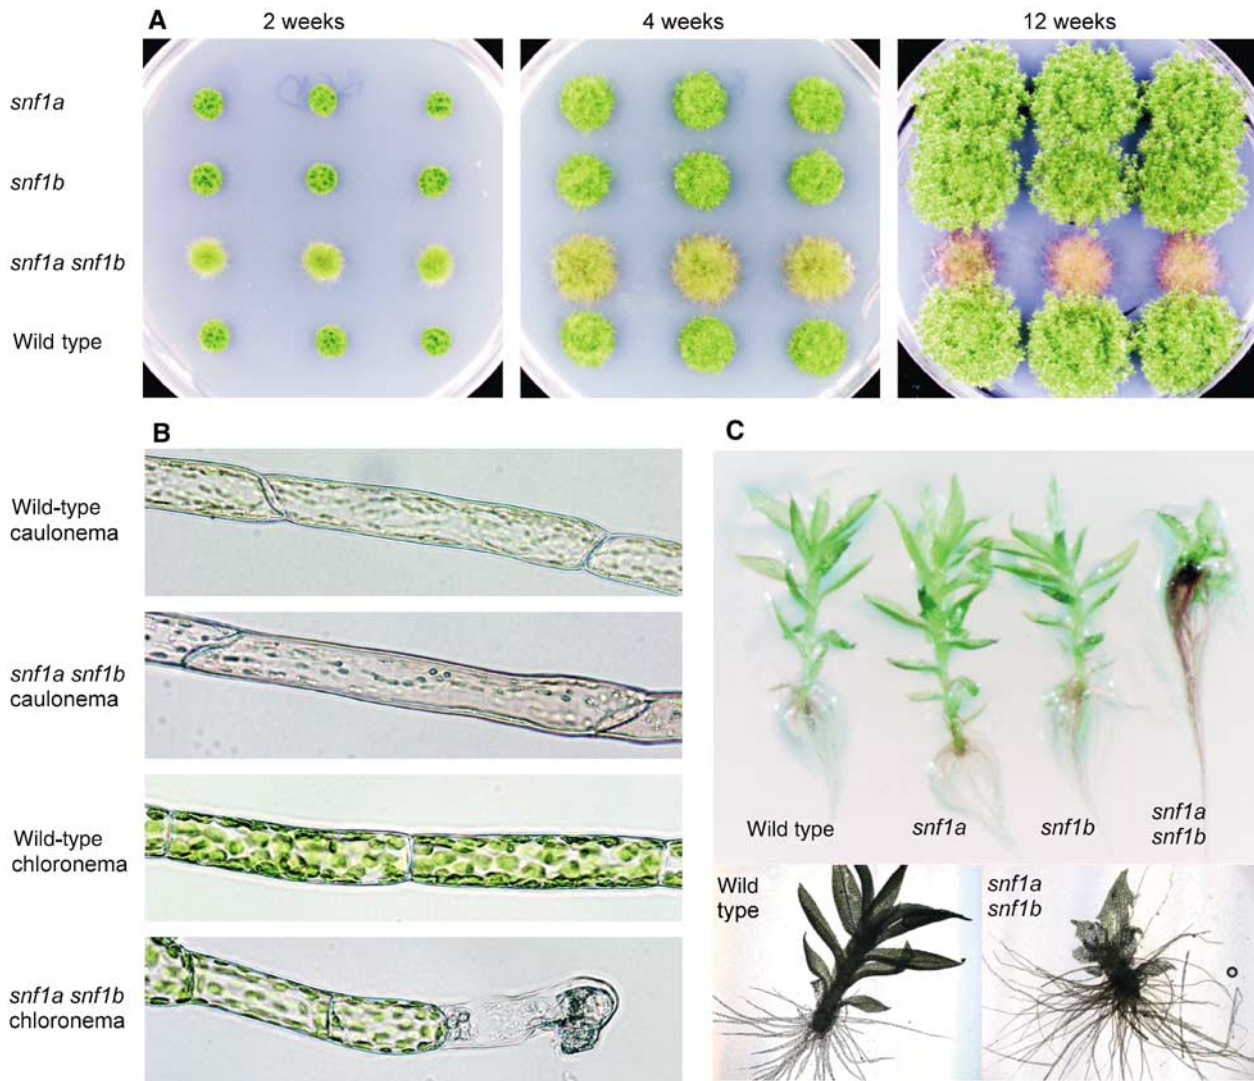 A
2 weeks
4 weeks
12 weeks
snf1a
snf1b
snf1a snf1b
Wild type
B
Wild-type
caulonema
snf1a snf1b
caulonema
Wild-type
chloronema
snf1a snf1b
chloronema
C
Wild type
snf1a
snf1b
snf1a
snf1b
Wild
type
snf1a
snf1b